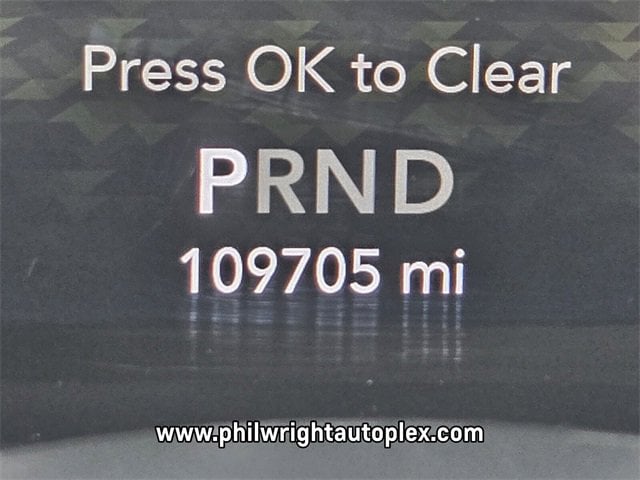 Press OK to Clear
PRND
109705 mi
www.philwrightautoplex.com